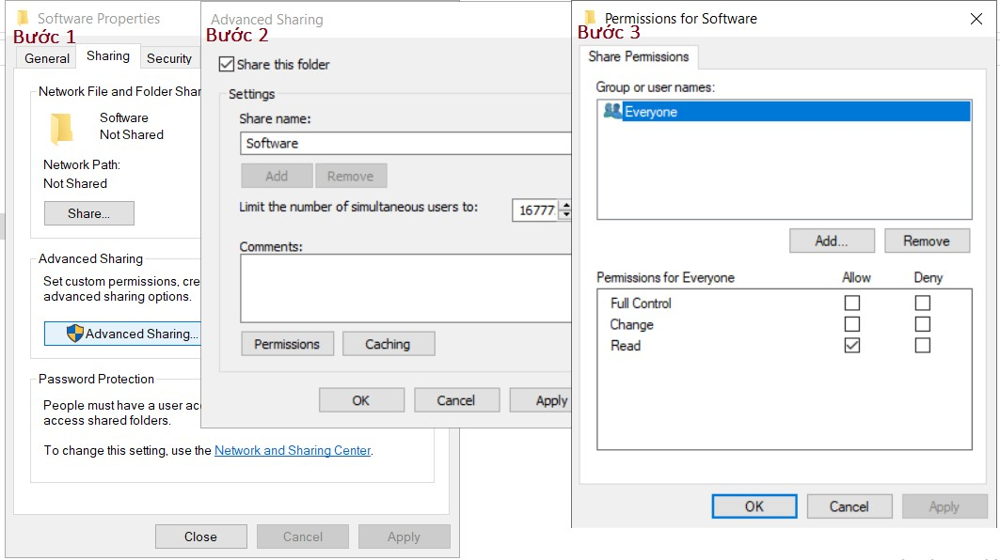 Software Properties
Bước 1
General
Sharing
Security
Network File and Folder Shar
Software
Not Shared
Network Path:
Not Shared
Share...
Advanced Sharing
Set custom permissions, cre
advanced sharing options.
Advanced Sharing...
Password Protection
People must have a user acc
access shared folders.
To change this setting, use the Network and Sharing Center.
Close
Cancel
Apply
Advanced Sharing
Bước 2
Share this folder
Settings
Share name:
Software
Add
Remove
Limit the number of simultaneous users to:
16777
Comments:
Permissions
Caching
OK
Cancel
Apply
Permissions for Software
Bước 3
Share Permissions
Group or user names:
Everyone
Add...
Remove
Permissions for Everyone
Allow
Deny
Full Control
Change
Read
OK
Cancel
Apply